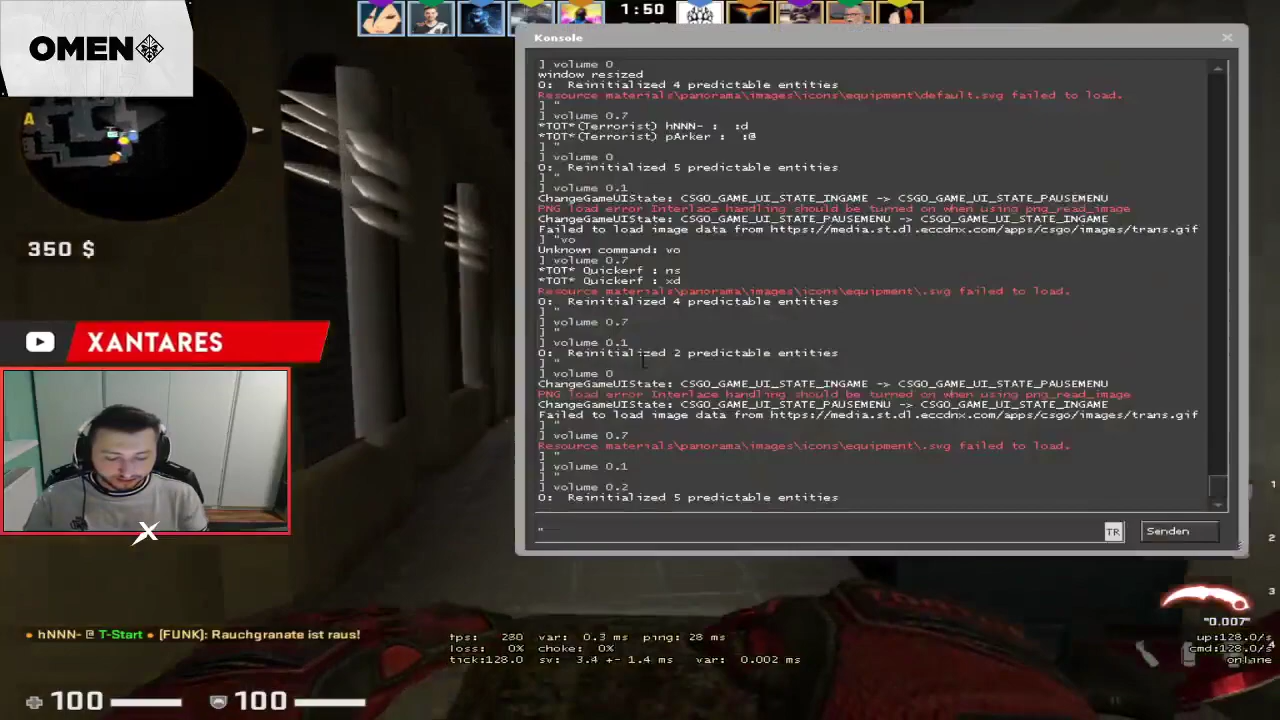 OMEN
1:50
Konsole
A
350 $
] volume 0
window resized
O:  Reinitialized 4 predictable entities
Resource materials\panorama\images\icons\equipment\default.svg failed to load.
] "
] volume 0.7
*TOT*(Terrorist) hNNN- :  :d
*TOT*(Terrorist) pArker :  :@
] "
] volume 0
O:  Reinitialized 5 predictable entities
] "
] volume 0.1
ChangeGameUIState: CSGO_GAME_UI_STATE_INGAME -> CSGO_GAME_UI_STATE_PAUSEMENU
PNG load error Interlace handling should be turned on when using png_read_image
ChangeGameUIState: CSGO_GAME_UI_STATE_PAUSEMENU -> CSGO_GAME_UI_STATE_INGAME
Failed to load image data from https://media.st.dl.eccdnx.com/apps/csgo/images/trans.gif
] "vo
Unknown command: vo
] volume 0.7
*TOT* Quickerf : ns
*TOT* Quickerf : xd
Resource materials\panorama\images\icons\equipment\.svg failed to load.
O:  Reinitialized 4 predictable entities
] "
] volume 0.7
] "
] volume 0.1
O:  Reinitialized 2 predictable entities
] "
] volume 0
ChangeGameUIState: CSGO_GAME_UI_STATE_INGAME -> CSGO_GAME_UI_STATE_PAUSEMENU
PNG load error Interlace handling should be turned on when using png_read_image
ChangeGameUIState: CSGO_GAME_UI_STATE_PAUSEMENU -> CSGO_GAME_UI_STATE_INGAME
Failed to load image data from https://media.st.dl.eccdnx.com/apps/csgo/images/trans.gif
] "
] volume 0.7
Resource materials\panorama\images\icons\equipment\.svg failed to load.
] "
] volume 0.1
] "
] volume 0.2
O:  Reinitialized 5 predictable entities
"
TR
Senden
XANTARES
X
1
2
3
"0.007"
hNNN- @ T-Start • [FUNK]: Rauchgranate ist raus!
fps:  280  var:  0.3 ms  ping: 28 ms
loss:   0%  choke:  0%
tick:128.0  sv:  3.4 +- 1.4 ms  var:  0.002 ms
up:128.0/s
cmd:128.0/s
online
4
100
100